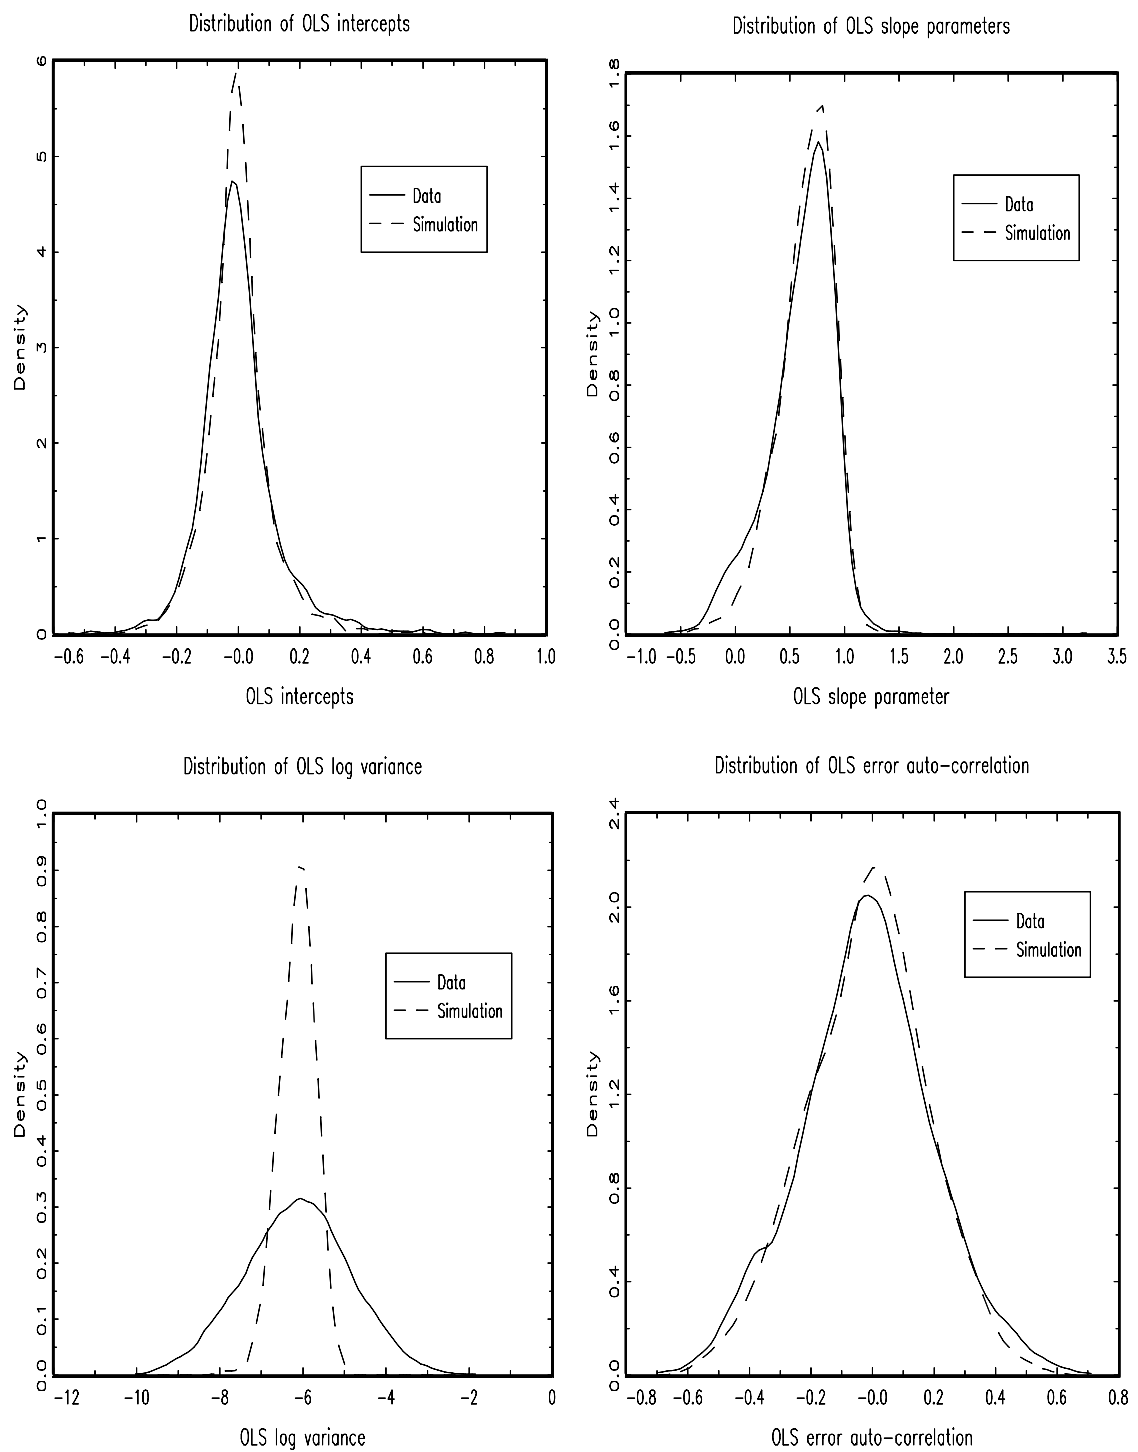 Distribution of OLS intercepts
6
5
4
3
2
1
0
Density
Data
Simulation
-0.6 -0.4 -0.2 -0.0 0.2 0.4 0.6 0.8 1.0
OLS intercepts
Distribution of OLS slope parameters
1.8
1.6
1.4
1.2
1.0
0.8
0.6
0.4
0.2
0.0
Density
Data
Simulation
-1.0 -0.5 0.0 0.5 1.0 1.5 2.0 2.5 3.0 3.5
OLS slope parameter
Distribution of OLS log variance
1.0
0.9
0.8
0.7
0.6
0.5
0.4
0.3
0.2
0.1
0.0
Density
Data
Simulation
-12 -10 -8 -6 -4 -2 0
OLS log variance
Distribution of OLS error auto-correlation
2.4
2.0
1.6
1.2
0.8
0.4
0.0
Density
Data
Simulation
-0.8 -0.6 -0.4 -0.2 -0.0 0.2 0.4 0.6 0.8
OLS error auto-correlation